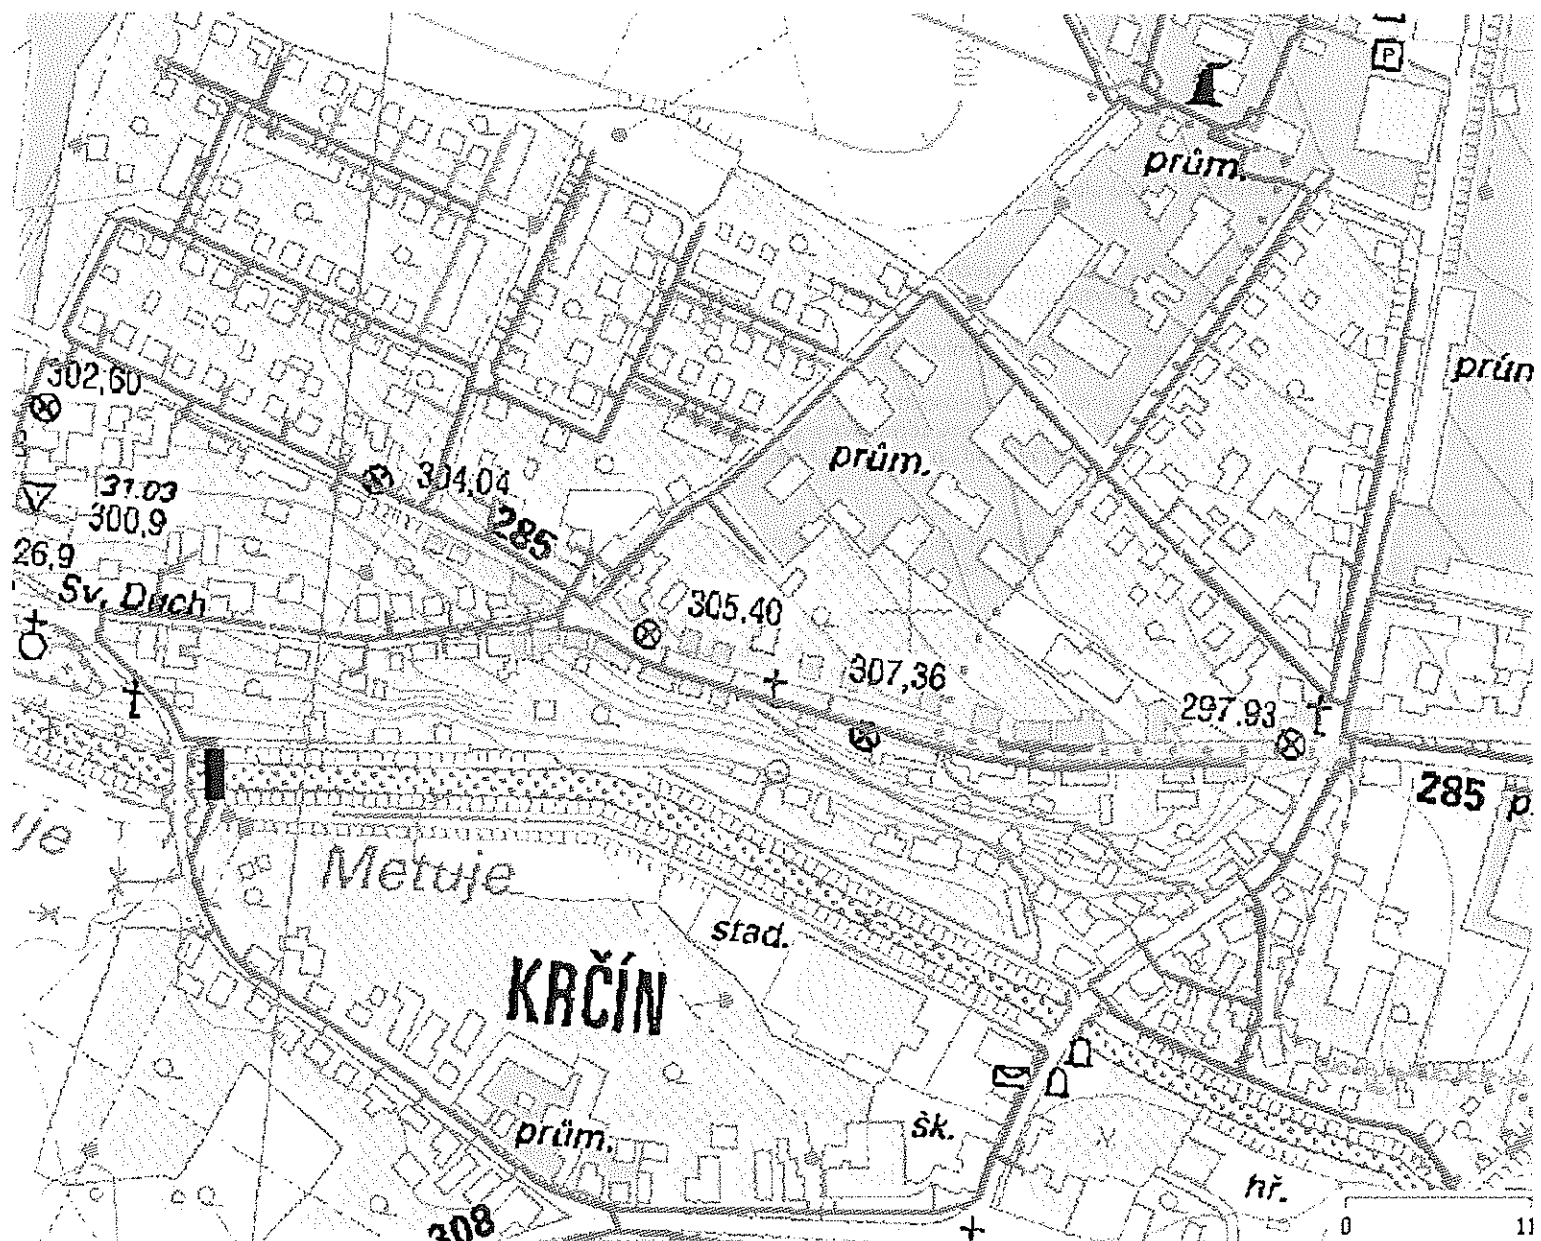 P
prům.
302,60
prům.
304,04
31.03
300,9
285
26,9
Sv. Duch
305.40
307,36
297.93
285
Metuje
stad.
KRČÍN
šk.
prům.
hř.
308
0